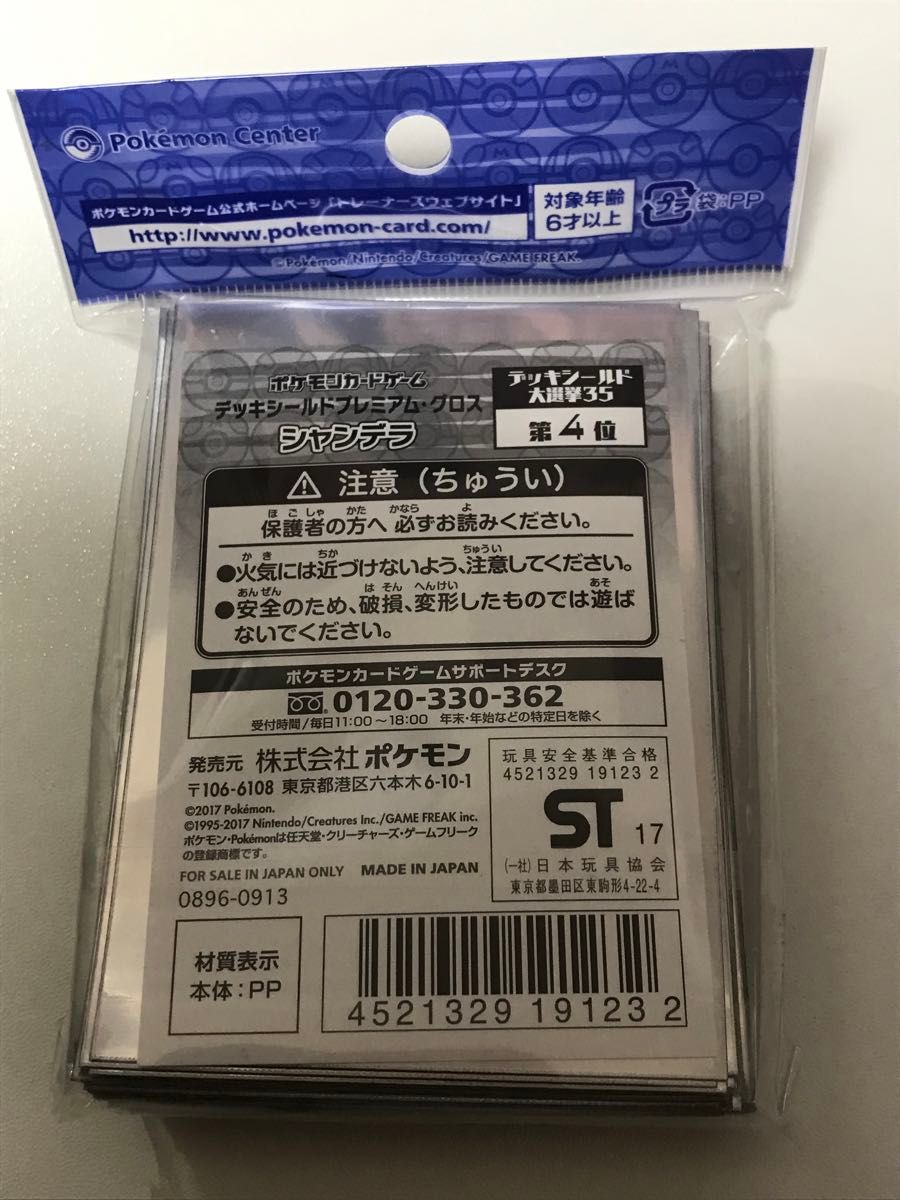 Pokémon Center
ポケモンカードゲーム公式ホームページ「トレーナーズウェブサイト」
http://www.pokemon-card.com/
対象年齢
6才以上
プラ 袋:PP
©Pokémon/Nintendo/Creatures/GAME FREAK.
ポケモンカードゲーム
デッキシールドプレミアム・グロス
シャンデラ
デッキシールド
大選挙35
第4位
注意(ちゅうい)
保護者の方へ 必ずお読みください。
●火気には近づけないよう、注意してください。
●安全のため、破損、変形したものでは遊ば
ないでください。
ポケモンカードゲームサポートデスク
0120-330-362
受付時間/毎日11:00〜18:00 年末・年始などの特定日を除く
発売元 株式会社 ポケモン
〒106-6108 東京都港区六本木6-10-1
©2017 Pokémon.
©1995-2017 Nintendo/Creatures Inc./GAME FREAK inc.
ポケモン・Pokémonは任天堂・クリーチャーズ・ゲームフリーク
の登録商標です。
FOR SALE IN JAPAN ONLY MADE IN JAPAN
0896-0913
玩具安全基準合格
4521329 19123 2
ST 17
(一社)日本玩具協会
東京都墨田区東駒形4-22-4
材質表示
本体:PP
4521329 191232